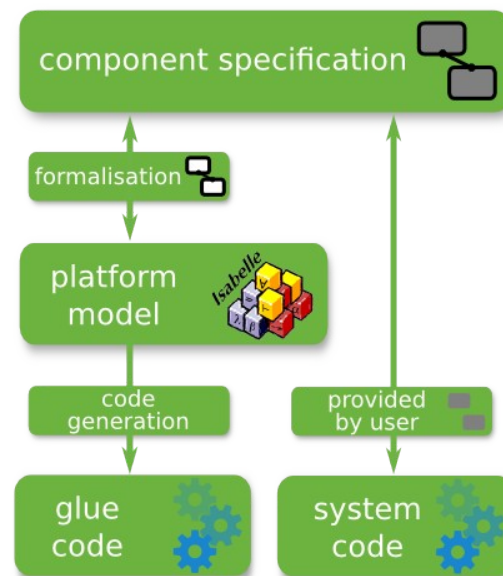 component specification
formalisation
platform
model
Isabelle
code
generation
provided
by user
glue
code
system
code